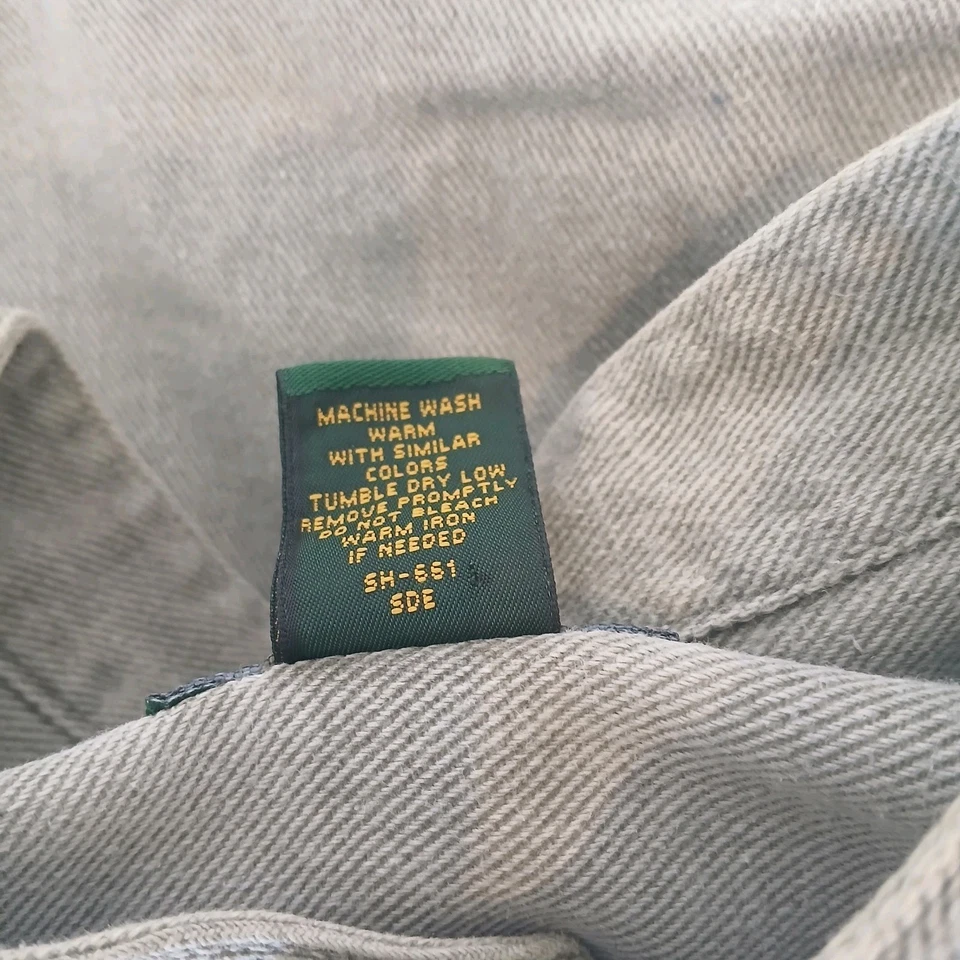 MACHINE WASH
WARM
WITH SIMILAR
COLORS
TUMBLE DRY LOW
REMOVE PROMPTLY
DO NOT BLEACH
WARM IRON
IF NEEDED
SH-661
SDE